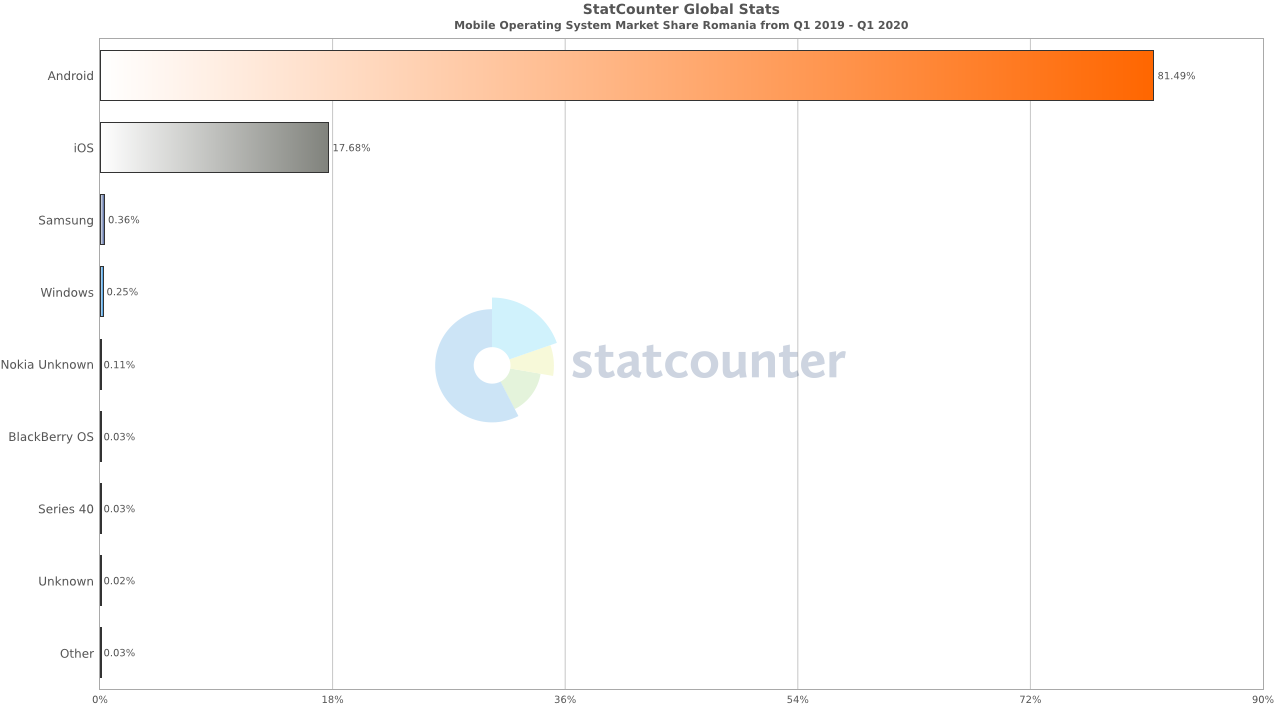 StatCounter Global Stats
Mobile Operating System Market Share Romania from Q1 2019 - Q1 2020
Android 81.49%
iOS 17.68%
Samsung 0.36%
Windows 0.25%
statcounter
Nokia Unknown 0.11%
BlackBerry OS 0.03%
Series 40 0.03%
Unknown 0.02%
Other 0.03%
0% 18% 36% 54% 72% 90%